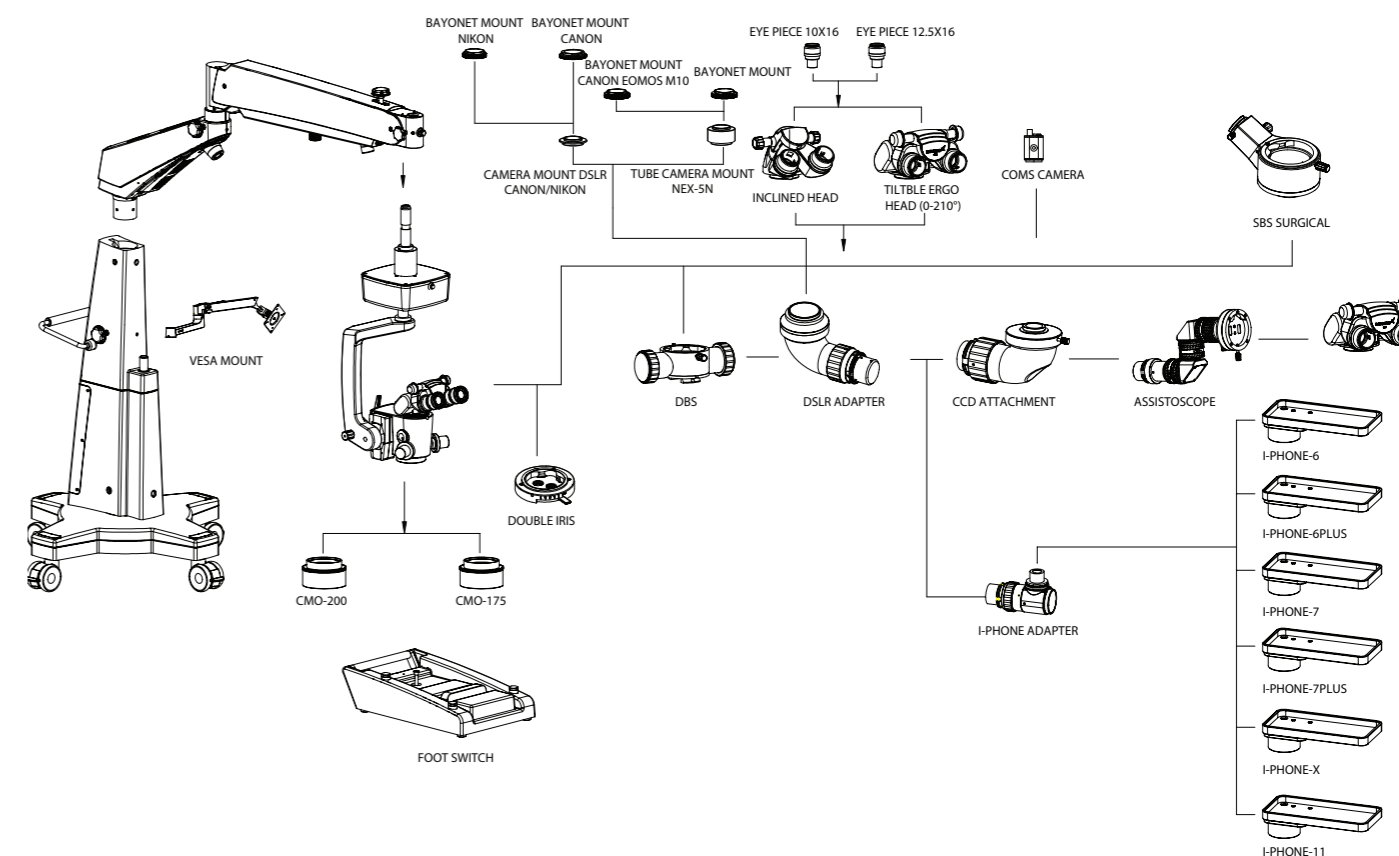 BAYONET MOUNT
NIKON
BAYONET MOUNT
CANON
BAYONET MOUNT
CANON EOMOS M10
BAYONET MOUNT
EYE PIECE 10X16
EYE PIECE 12.5X16
CAMERA MOUNT DSLR
CANON/NIKON
TUBE CAMERA MOUNT
NEX-5N
INCLINED HEAD
TILTBLE ERGO
HEAD (0-210°)
COMS CAMERA
SBS SURGICAL
VESA MOUNT
DBS
DSLR ADAPTER
CCD ATTACHMENT
ASSISTOSCOPE
DOUBLE IRIS
CMO-200
CMO-175
FOOT SWITCH
I-PHONE ADAPTER
I-PHONE-6
I-PHONE-6PLUS
I-PHONE-7
I-PHONE-7PLUS
I-PHONE-X
I-PHONE-11